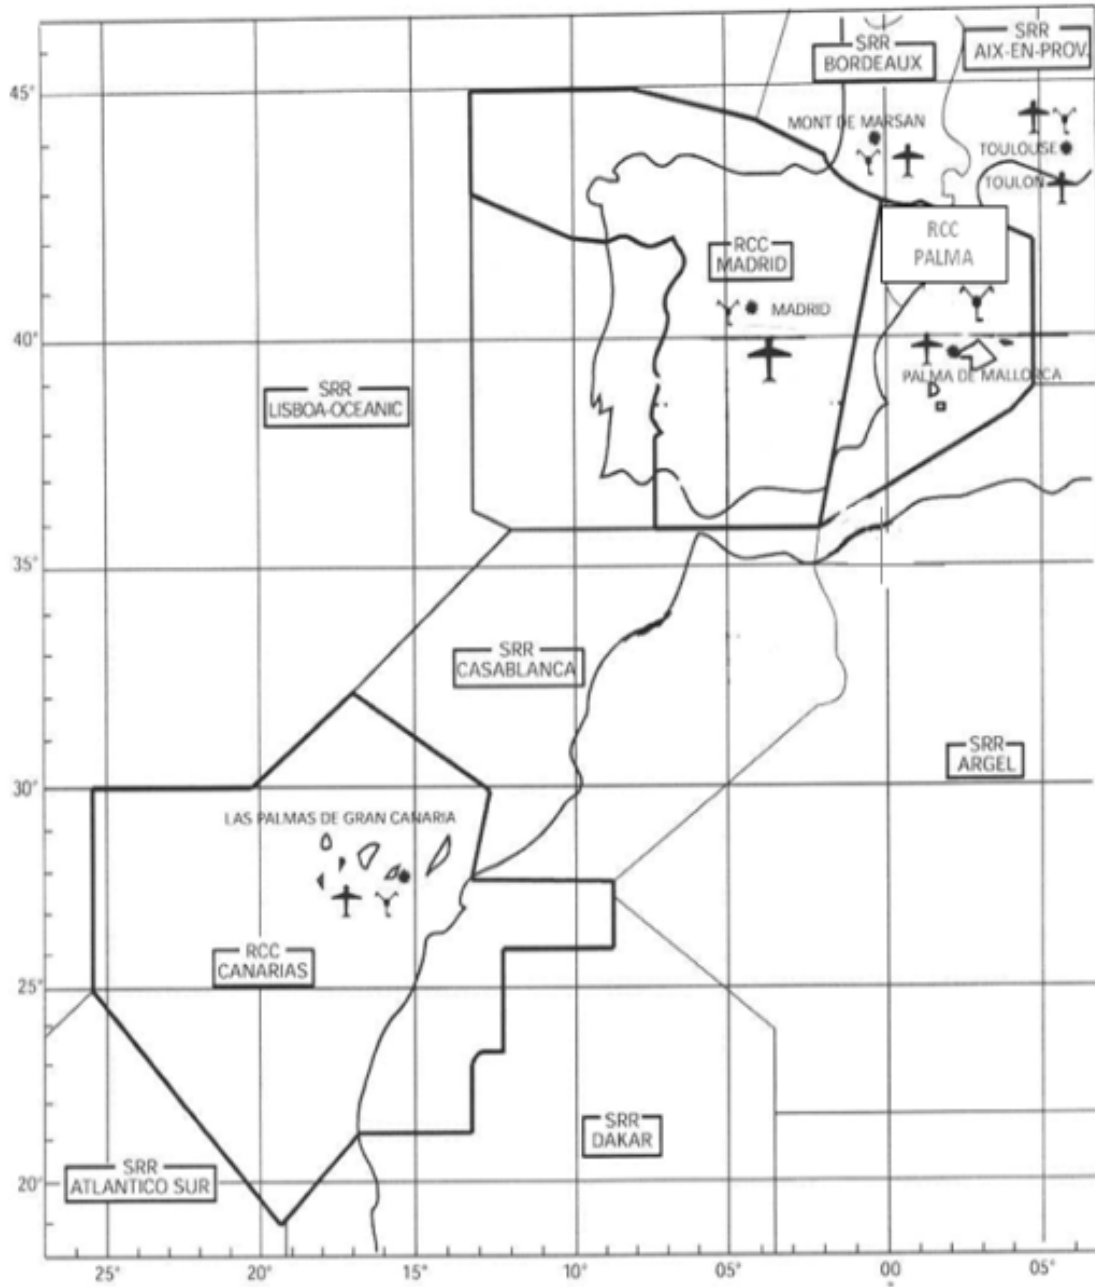 SRR
BORDEAUX
SRR
AIX-EN-PROV.
45°
MONT DE MARSAN
TOULOUSE
TOULON
RCC
PALMA
RCC
MADRID
MADRID
40°
PALMA DE MALLORCA
SRR
LISBOA-OCEANIC
35°
SRR
CASABLANCA
SRR
ARGEL
30°
LAS PALMAS DE GRAN CANARIA
RCC
CANARIAS
25°
SRR
DAKAR
SRR
ATLANTICO SUR
20°
25° 20° 15° 10° 05° 00 05°